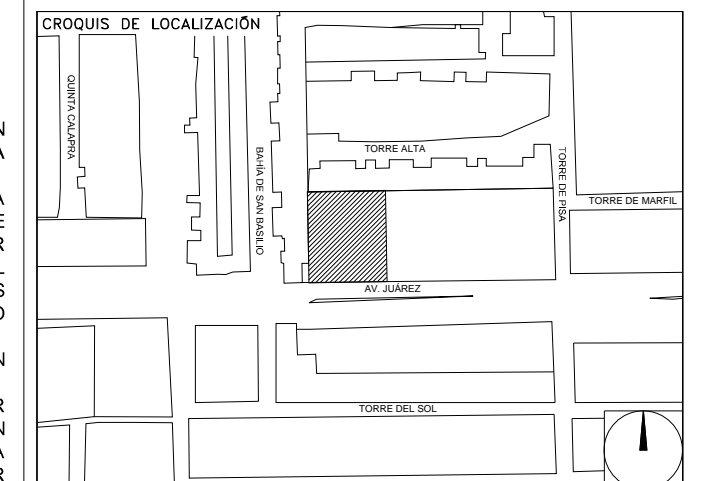 CROQUIS DE LOCALIZACIÓN
QUINTA CALAPRA
BAHÍA DE SAN BASILIO
TORRE ALTA
TORRE DE PISA
TORRE DE MARFIL
AV. JUÁREZ
TORRE DEL SOL
N
A
A
E
R
L
S
O
N
R
N
A
R